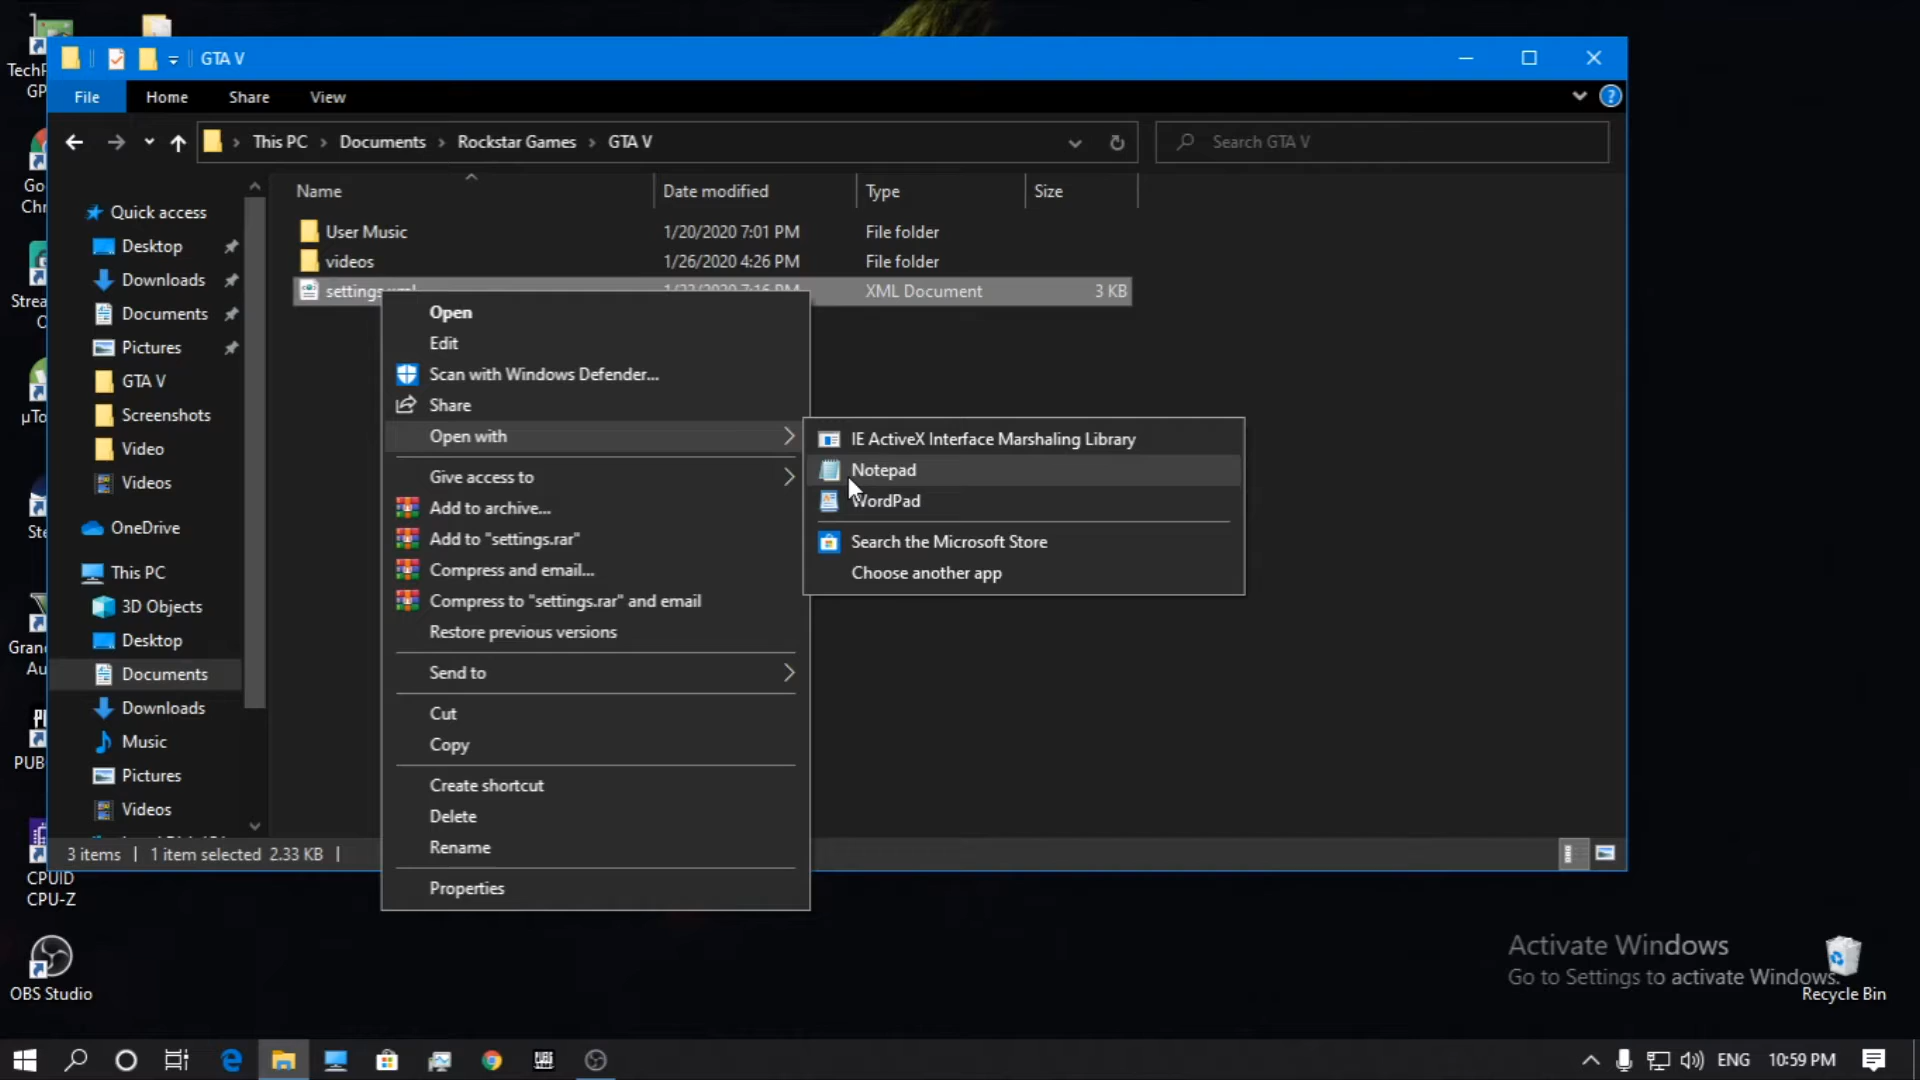 GTA V
File Home Share View
This PC Documents Rockstar Games GTA V
Search GTA V
Name Date modified Type Size
User Music 1/20/2020 7:01 PM File folder
videos 1/26/2020 4:26 PM File folder
XML Document 3 KB
Quick access
Desktop
Downloads
Documents
Pictures
GTA V
Screenshots
Video
Videos
OneDrive
This PC
3D Objects
Desktop
Documents
Downloads
Music
Pictures
Videos
Open
Edit
Scan with Windows Defender...
Share
Open with
Give access to
Add to archive...
Add to "settings.rar"
Compress and email...
Compress to "settings.rar" and email
Restore previous versions
Send to
Cut
Copy
Create shortcut
Delete
Rename
Properties
IE ActiveX Interface Marshaling Library
Notepad
WordPad
Search the Microsoft Store
Choose another app
3 items 1 item selected 2.33 KB
CPUID
CPU-Z
OBS Studio
Activate Windows
Go to Settings to activate Windows.
Recycle Bin
ENG 10:59 PM